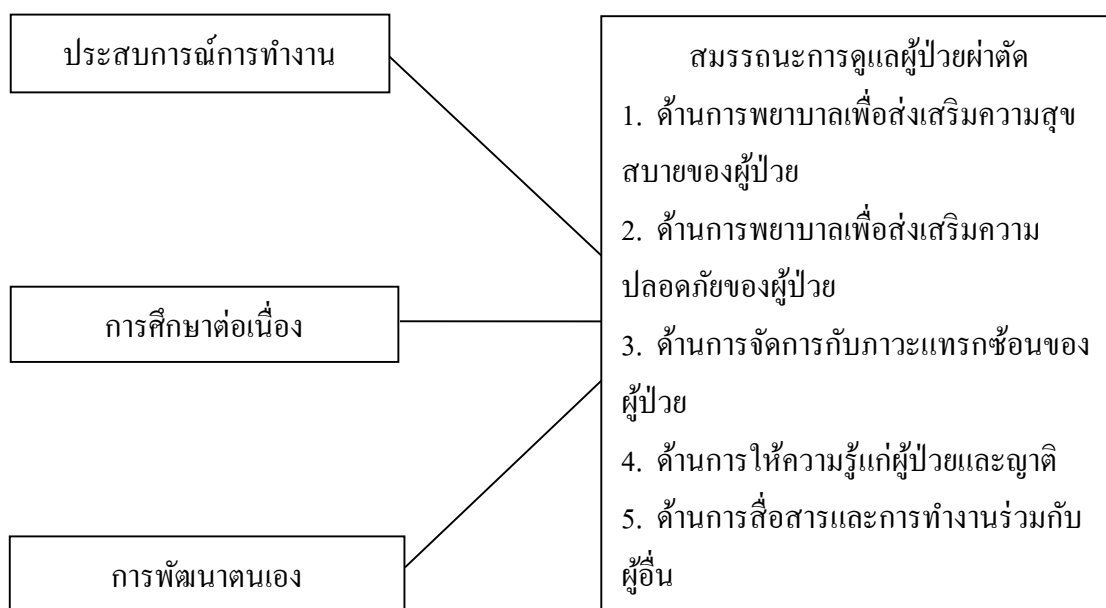 ประสบการณ์การทำงาน
การศึกษาต่อเนื่อง
การพัฒนาตนเอง
สมรรถนะการดูแลผู้ป่วยผ่าตัด
1. ด้านการพยาบาลเพื่อส่งเสริมความสุข
สบายของผู้ป่วย
2. ด้านการพยาบาลเพื่อส่งเสริมความ
ปลอดภัยของผู้ป่วย
3. ด้านการจัดการกับภาวะแทรกซ้อนของ
ผู้ป่วย
4. ด้านการให้ความรู้แก่ผู้ป่วยและญาติ
5. ด้านการสื่อสารและการทำงานร่วมกับ
ผู้อื่น